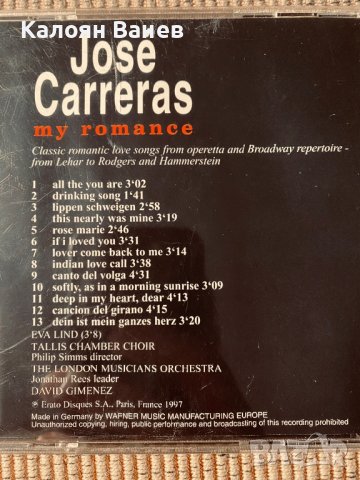 Калоян Ванев
José
Carreras
my romance
Classic romantic love songs from operetta and Broadway repertoire -
from Lehar to Rodgers and Hammerstein
1 all the you are 3'02
2 drinking song 1'41
3 lippen schweigen 2'58
4 this nearly was mine 3'19
5 rose marie 2'46
6 if i loved you 3'31
7 lover come back to me 3'14
8 indian love call 3'38
9 canto del volga 4'31
10 softly, as in a morning sunrise 3'09
11 deep in my heart, dear 4'13
12 cancion del girano 4'15
13 dein ist mein ganzes herz 3'20
EVA LIND (3'8)
TALLIS CHAMBER CHOIR
Philip Simms director
THE LONDON MUSICIANS ORCHESTRA
Jonathan Rees leader
DAVID GIMENEZ
℗ Erato Disques S.A., Paris, France 1997
Made in Germany by WAFNER MUSIC MANUFACTURING EUROPE
Unauthorized copying, hiring, public performance and broadcasting of this recording prohibited